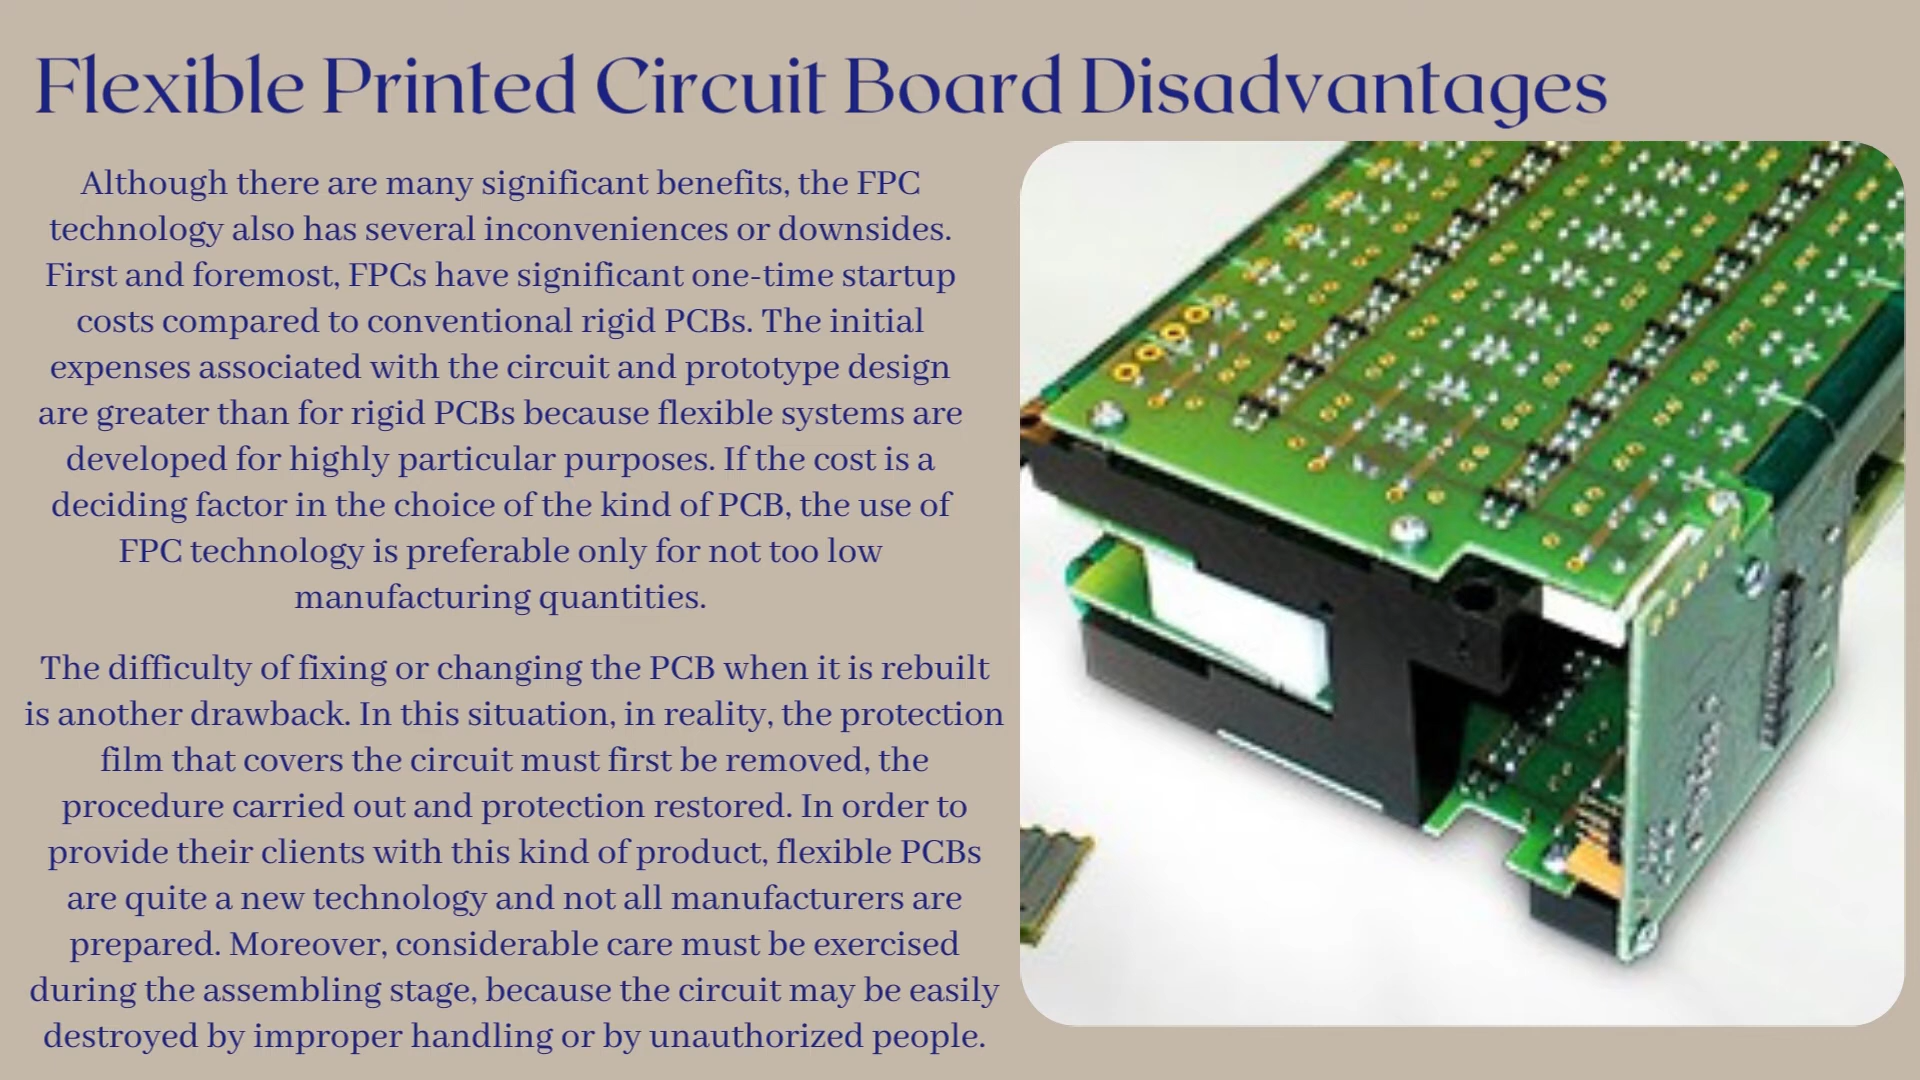 Flexible Printed Circuit Board Disadvantages
Although there are many significant benefits, the FPC
technology also has several inconveniences or downsides.
First and foremost, FPCs have significant one-time startup
costs compared to conventional rigid PCBs. The initial
expenses associated with the circuit and prototype design
are greater than for rigid PCBs because flexible systems are
developed for highly particular purposes. If the cost is a
deciding factor in the choice of the kind of PCB, the use of
FPC technology is preferable only for not too low
manufacturing quantities.
The difficulty of fixing or changing the PCB when it is rebuilt
is another drawback. In this situation, in reality, the protection
film that covers the circuit must first be removed, the
procedure carried out and protection restored. In order to
provide their clients with this kind of product, flexible PCBs
are quite a new technology and not all manufacturers are
prepared. Moreover, considerable care must be exercised
during the assembling stage, because the circuit may be easily
destroyed by improper handling or by unauthorized people.